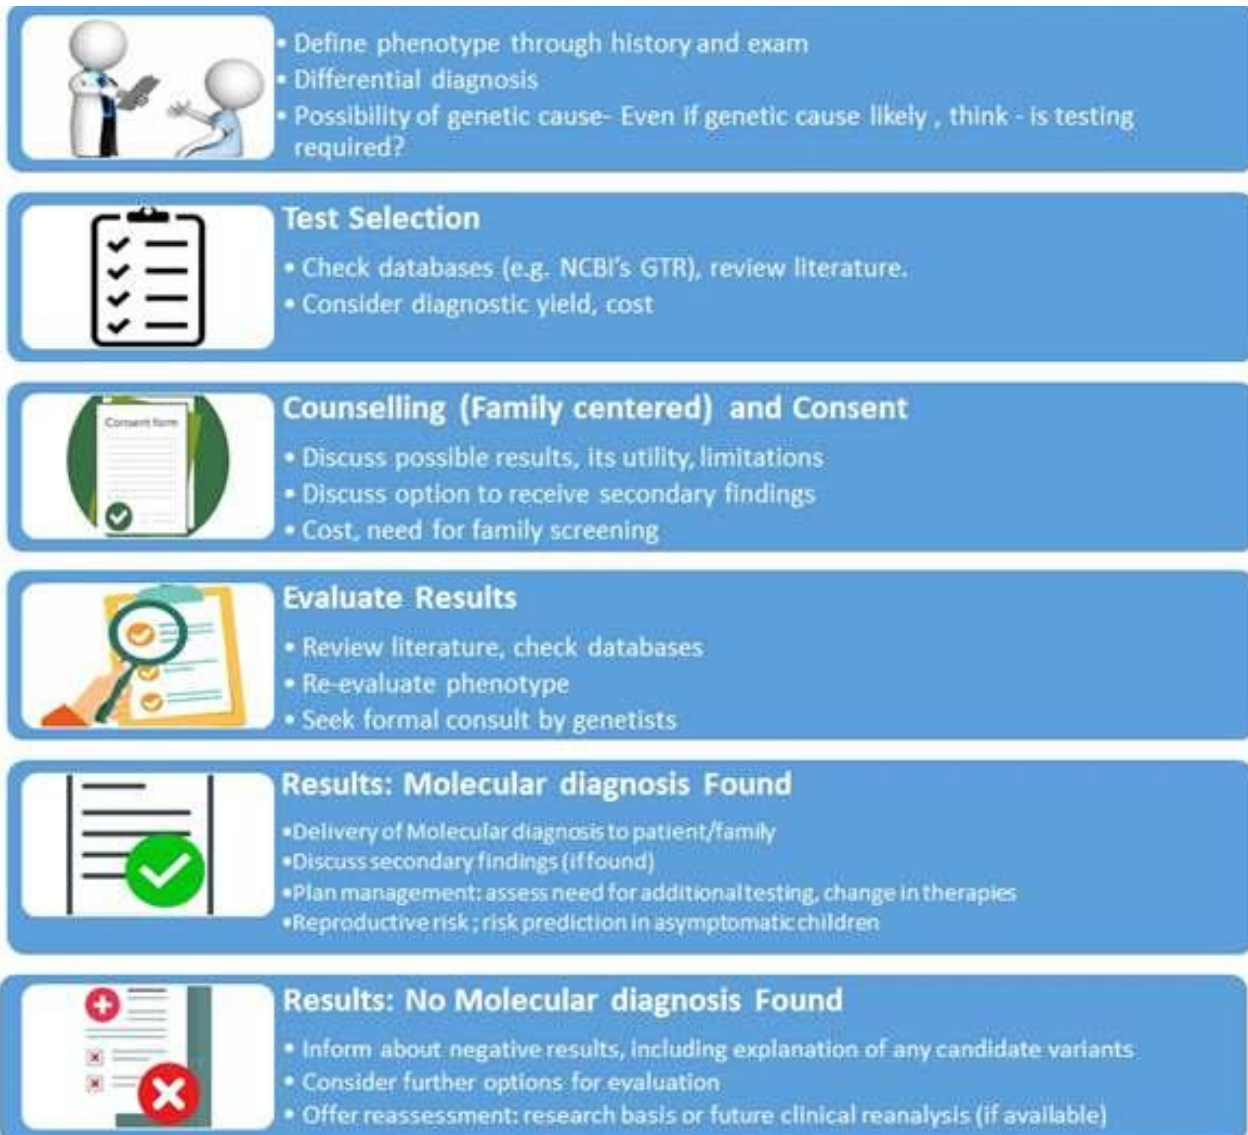 • Define phenotype through history and exam
• Differential diagnosis
• Possibility of genetic cause- Even if genetic cause likely , think - is testing
required?
Test Selection
• Check databases (e.g. NCBI's GTR), review literature.
• Consider diagnostic yield, cost
Counselling (Family centered) and Consent
Consent form
• Discuss possible results, its utility, limitations
• Discuss option to receive secondary findings
• Cost, need for family screening
Evaluate Results
• Review literature, check databases
• Re-evaluate phenotype
• Seek formal consult by genetists
Results: Molecular diagnosis Found
•Delivery of Molecular diagnosis to patient/family
•Discuss secondary findings (if found)
•Plan management: assess need for additional testing, change in therapies
•Reproductive risk ; risk prediction in asymptomatic children
Results: No Molecular diagnosis Found
• Inform about negative results, including explanation of any candidate variants
• Consider further options for evaluation
• Offer reassessment: research basis or future clinical reanalysis (if available)